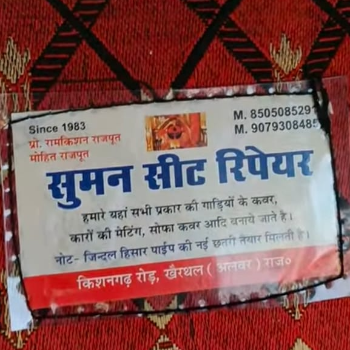 Since 1983
प्रो. रामकिशन राजपूत
मोहित राजपूत
M. 8505085291
M. 9079308485
सुमन सीट रिपेयर
हमारे यहां सभी प्रकार की गाड़ियों के कवर,
कारों की मेटिंग, सोफा कवर आदि बनाये जाते है।
नोट- जिन्दल हिसार पाईप की नई छतरी तैयार मिलती है।
किशनगढ़ रोड़, खैरथल ( अलवर ) राज०